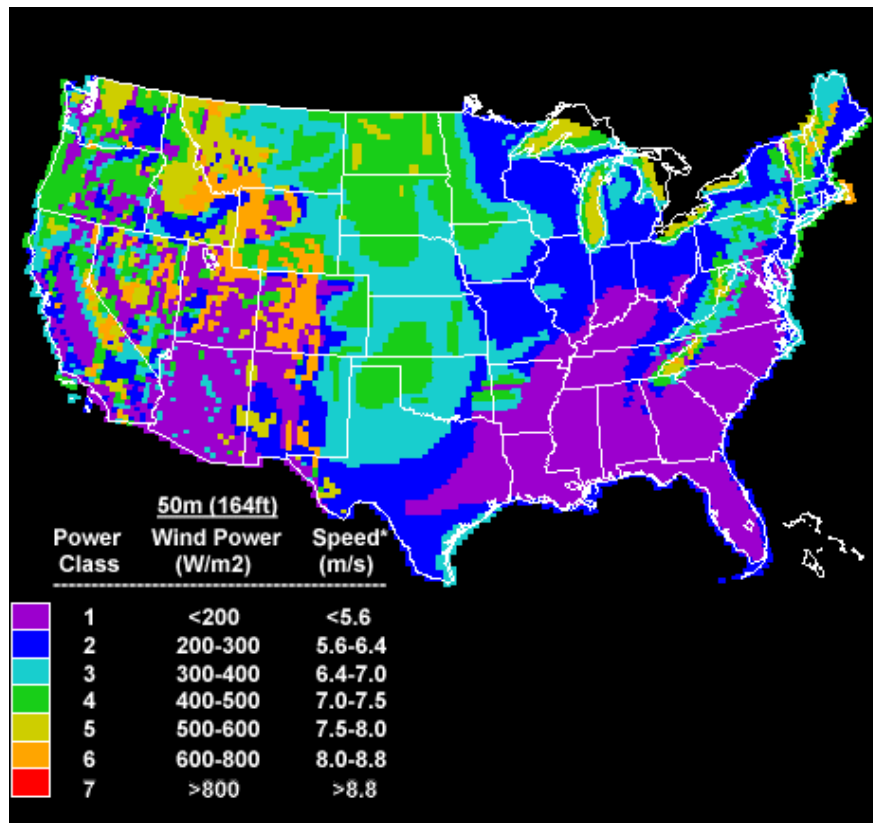 50m (164ft)
Power Wind Power Speed*
Class (W/m2) (m/s)
1 <200 <5.6
2 200-300 5.6-6.4
3 300-400 6.4-7.0
4 400-500 7.0-7.5
5 500-600 7.5-8.0
6 600-800 8.0-8.8
7 >800 >8.8